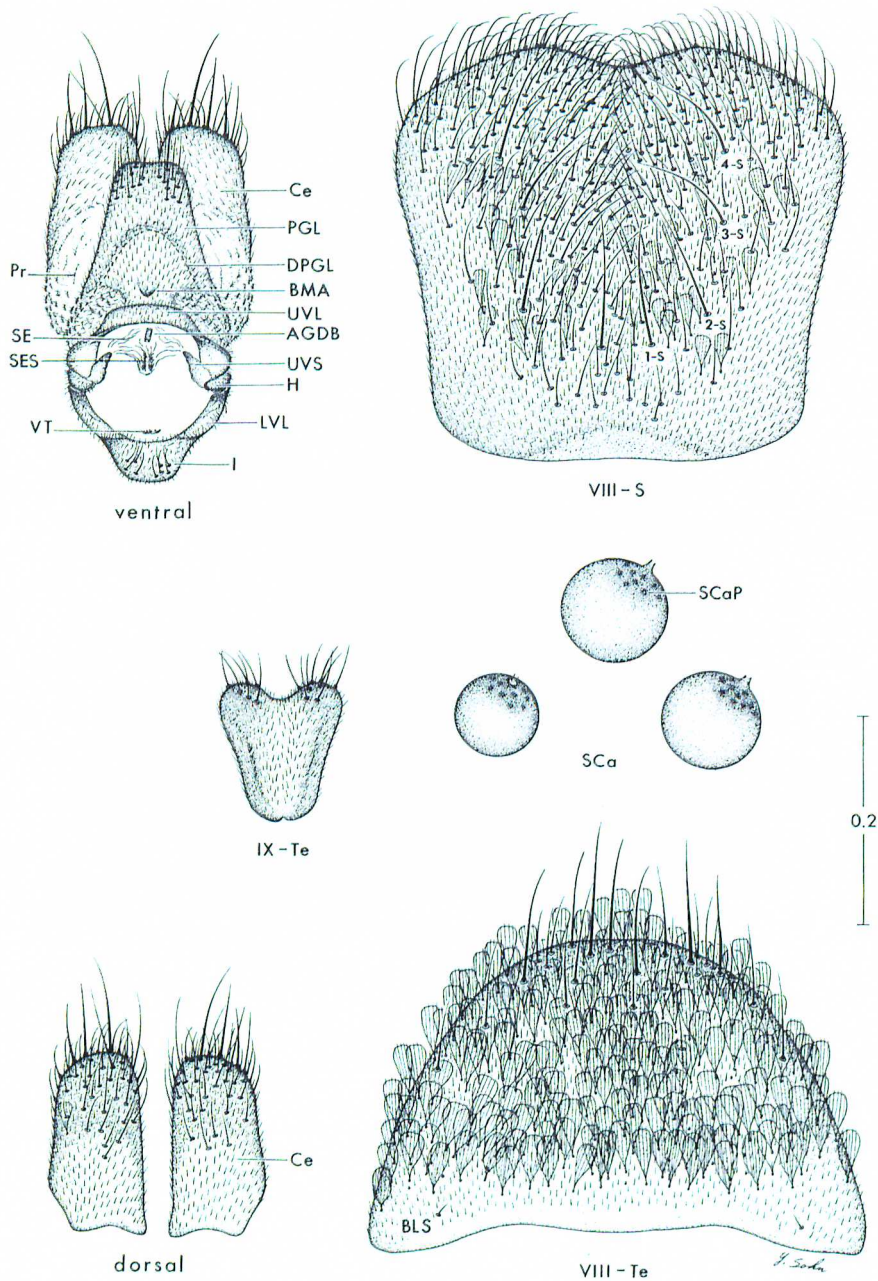 Ce
PGL
DPGL
Pr
BMA
UVL
SE
AGDB
SES
UVS
H
VT
LVL
I
ventral
4-S
3-S
2-S
1-S
VIII-S
SCaP
SCa
IX-Te
0.2
Ce
dorsal
BLS
VIII-Te